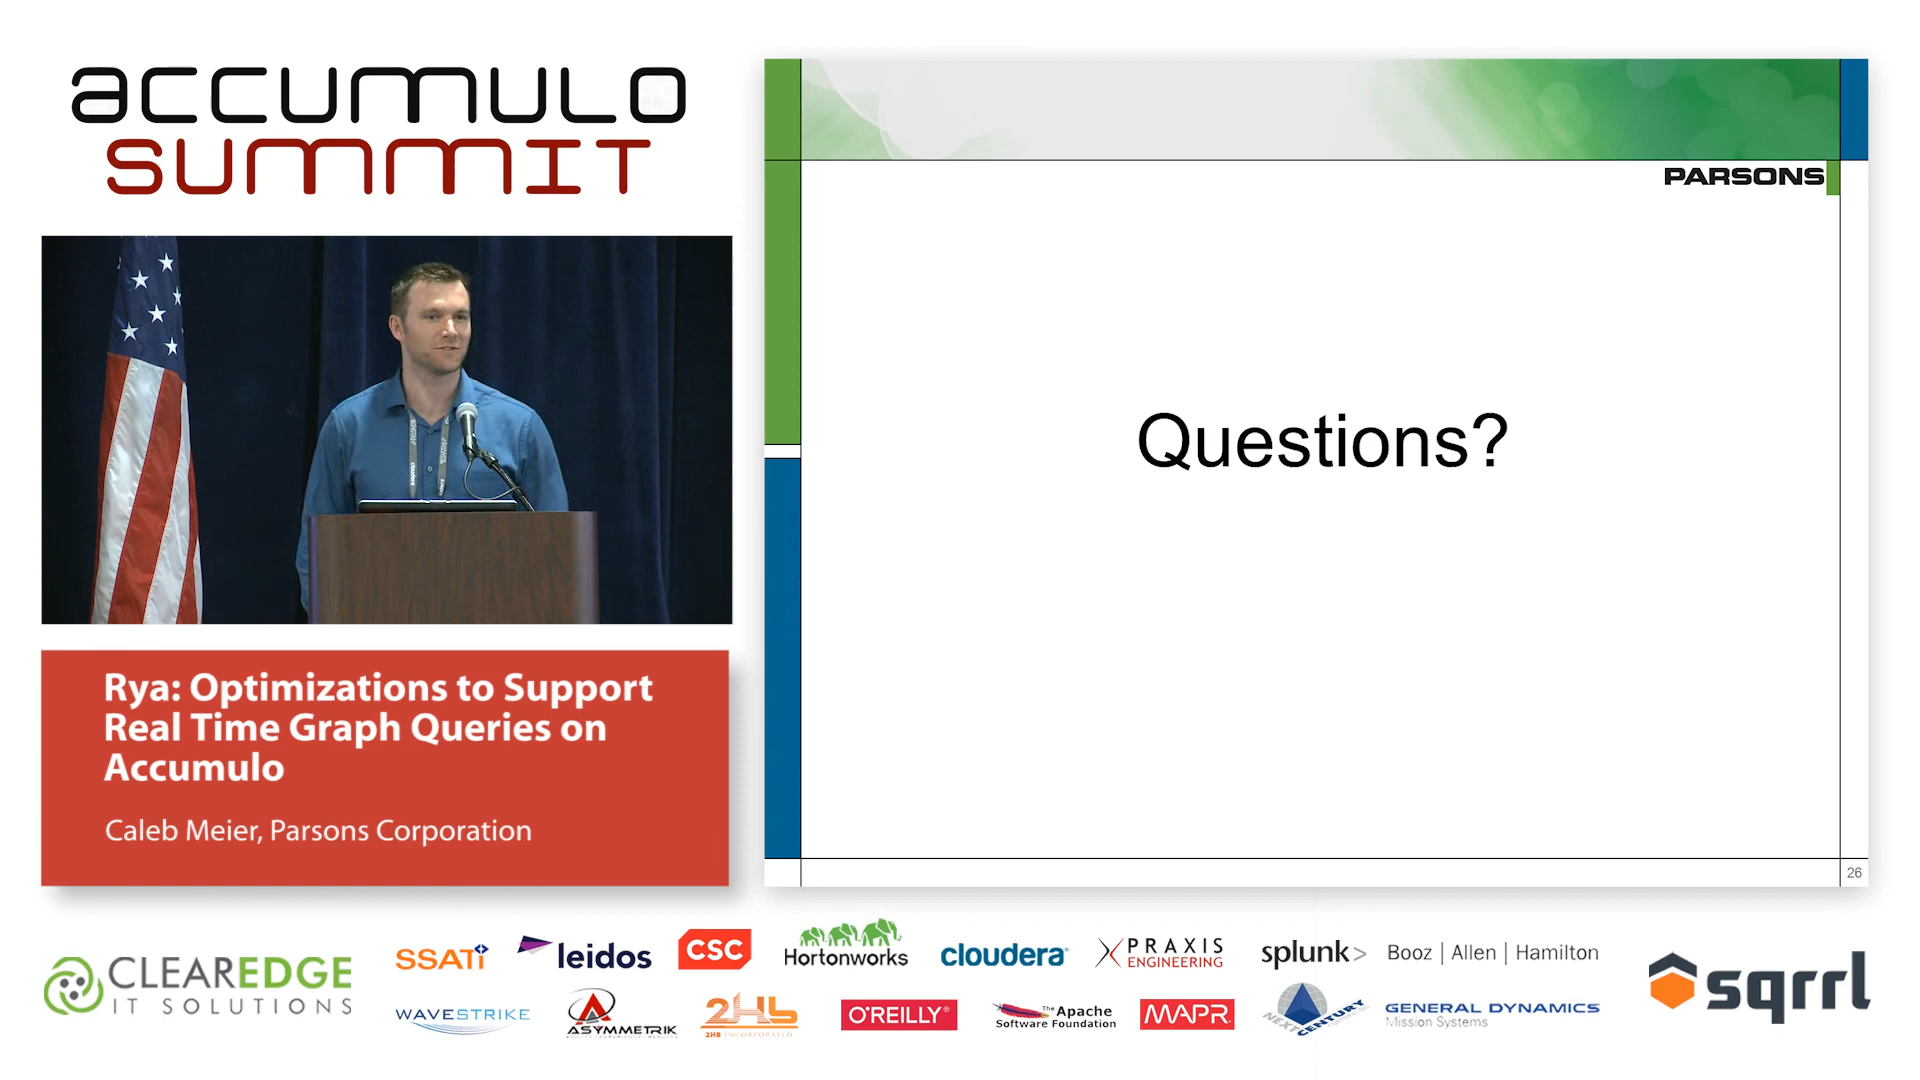 accumulo
summit
PARSONS
Questions?
Rya: Optimizations to Support
Real Time Graph Queries on
Accumulo
Caleb Meier, Parsons Corporation
26
CLEAREDGE
IT SOLUTIONS
SSATi
leidos
CSC
Hortonworks
cloudera
PRAXIS
ENGINEERING
splunk>
Booz | Allen | Hamilton
sqrrl
WAVESTRIKE
ASYMMETRIK
2HB
2HB INCORPORATED
O'REILLY®
The Apache
Software Foundation
MAPR
NEXT CENTURY
GENERAL DYNAMICS
Mission Systems